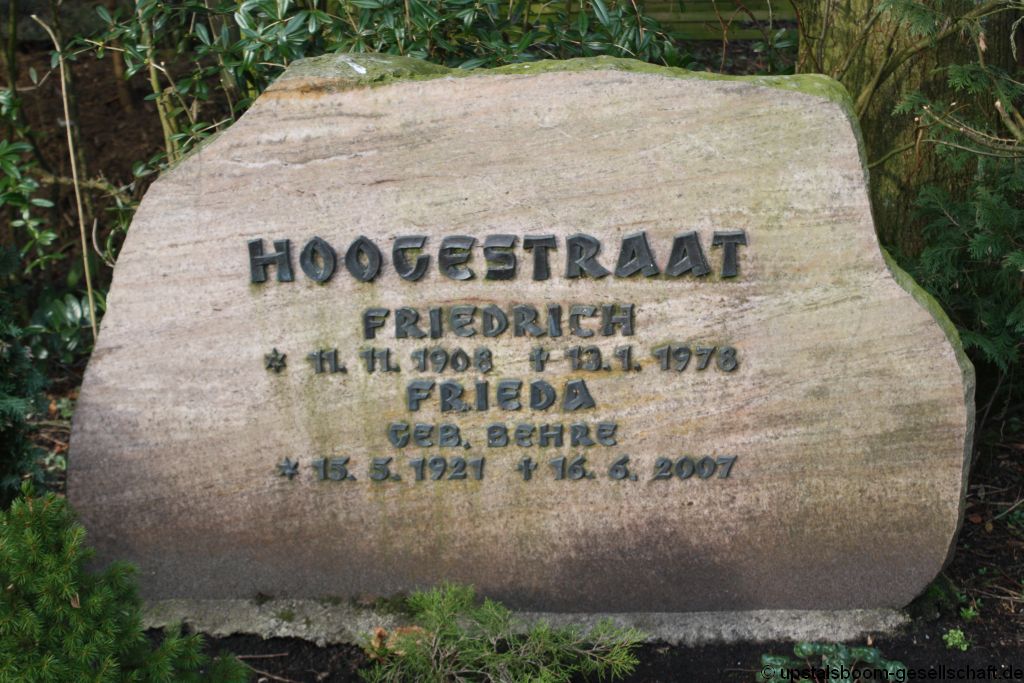 HOOGESTRAAT
FRIEDRICH
* 11. 11. 1908 † 13. 1. 1978
FRIEDA
GEB. BEHRE
* 15. 5. 1921 † 16. 6. 2007
© upstalsboom-gesellschaft.de